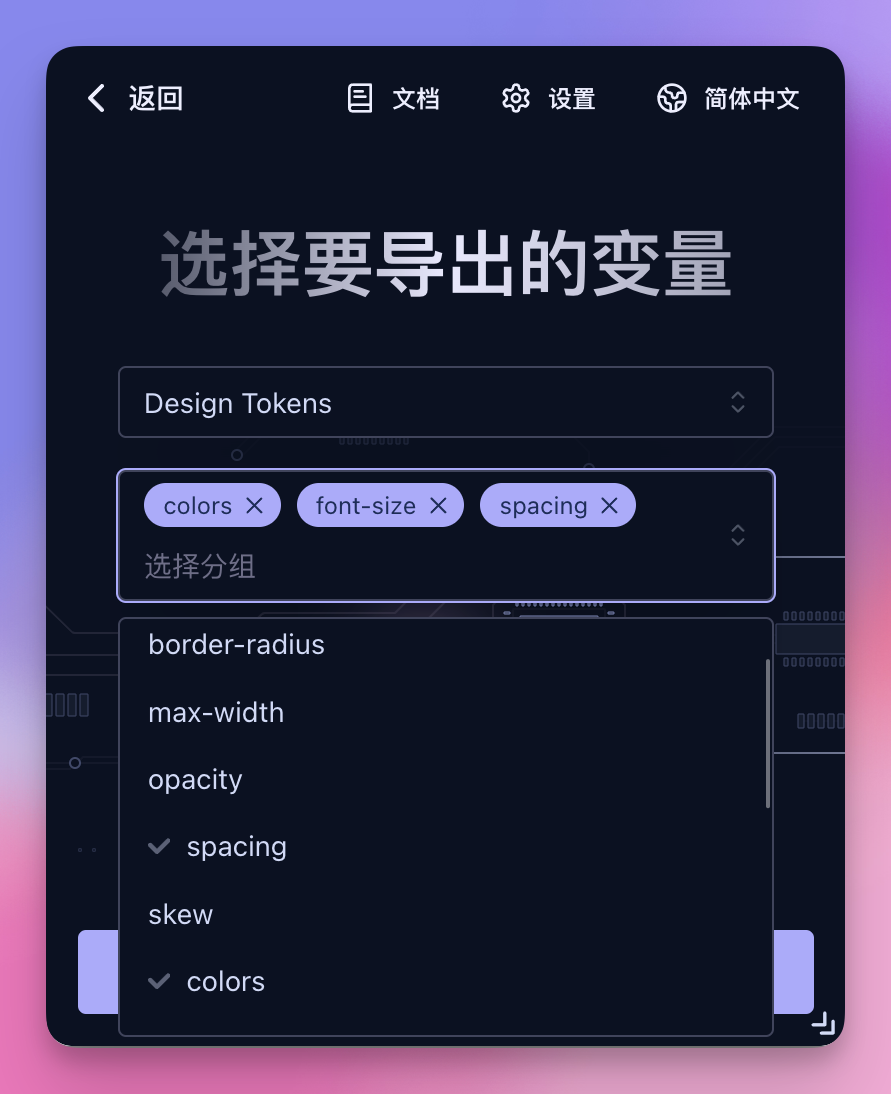 返回 文档 设置 简体中文
选择要导出的变量
Design Tokens
colors font-size spacing
选择分组
border-radius
max-width
opacity
spacing
skew
colors